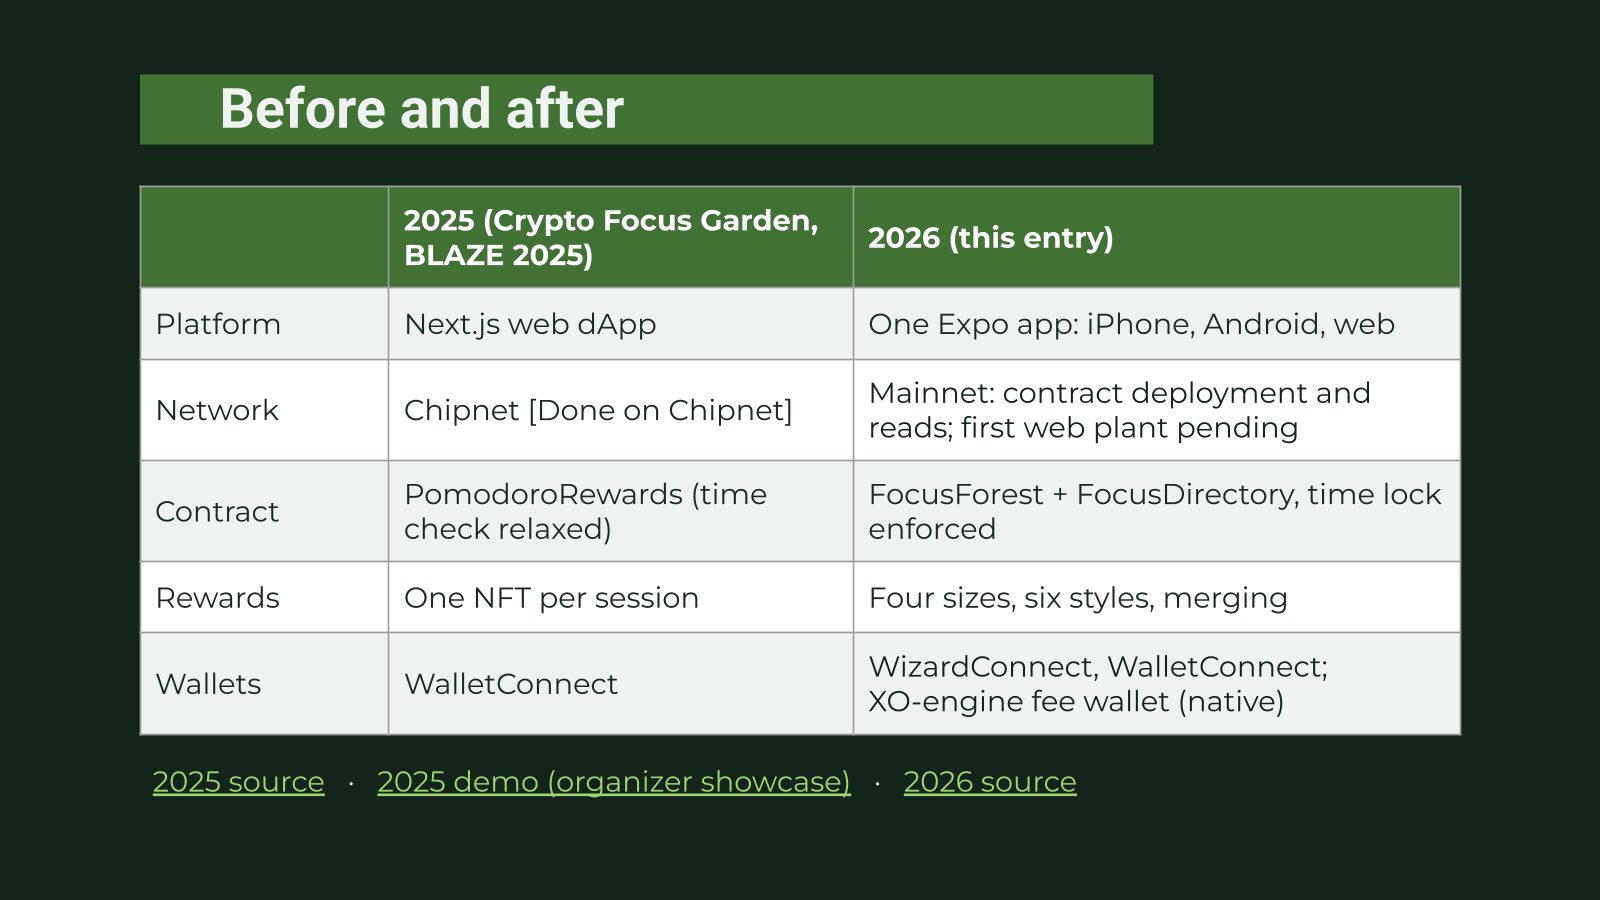 Before and after
2025 (Crypto Focus Garden,
BLAZE 2025)
2026 (this entry)
Platform
Next.js web dApp
One Expo app: iPhone, Android, web
Network
Chipnet [Done on Chipnet]
Mainnet: contract deployment and
reads; first web plant pending
Contract
PomodoroRewards (time
check relaxed)
FocusForest + FocusDirectory, time lock
enforced
Rewards
One NFT per session
Four sizes, six styles, merging
Wallets
WalletConnect
WizardConnect, WalletConnect;
XO-engine fee wallet (native)
2025 source · 2025 demo (organizer showcase) · 2026 source